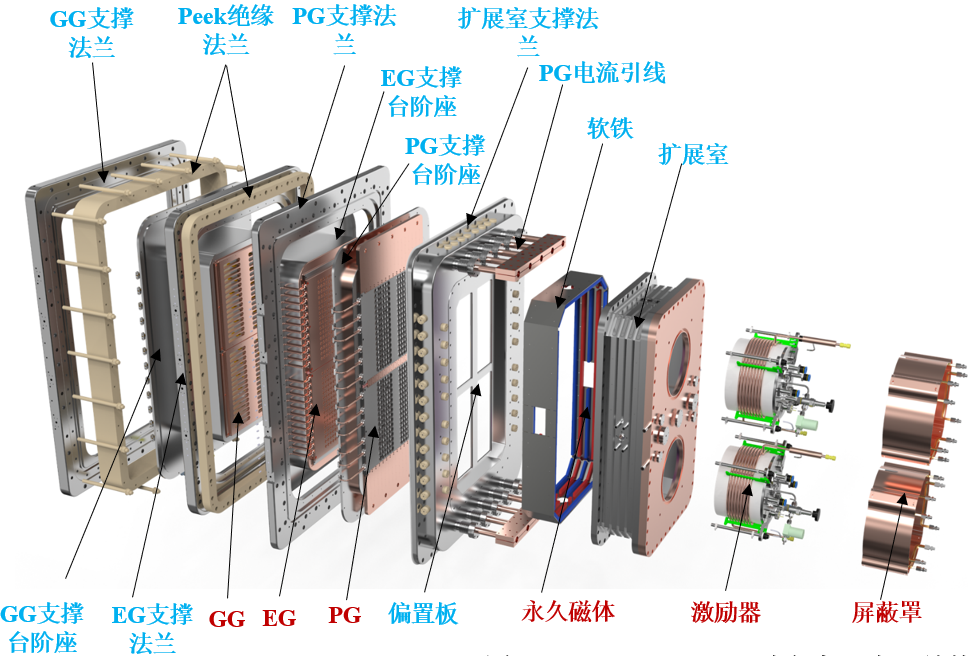 GG支撑
法兰
Peek绝缘
法兰
PG支撑法
兰
扩展室支撑法
兰
EG支撑
台阶座
PG电流引线
PG支撑
台阶座
软铁
扩展室
GG支撑
台阶座
EG支撑
法兰
GG
EG
PG
偏置板
永久磁体
激励器
屏蔽罩